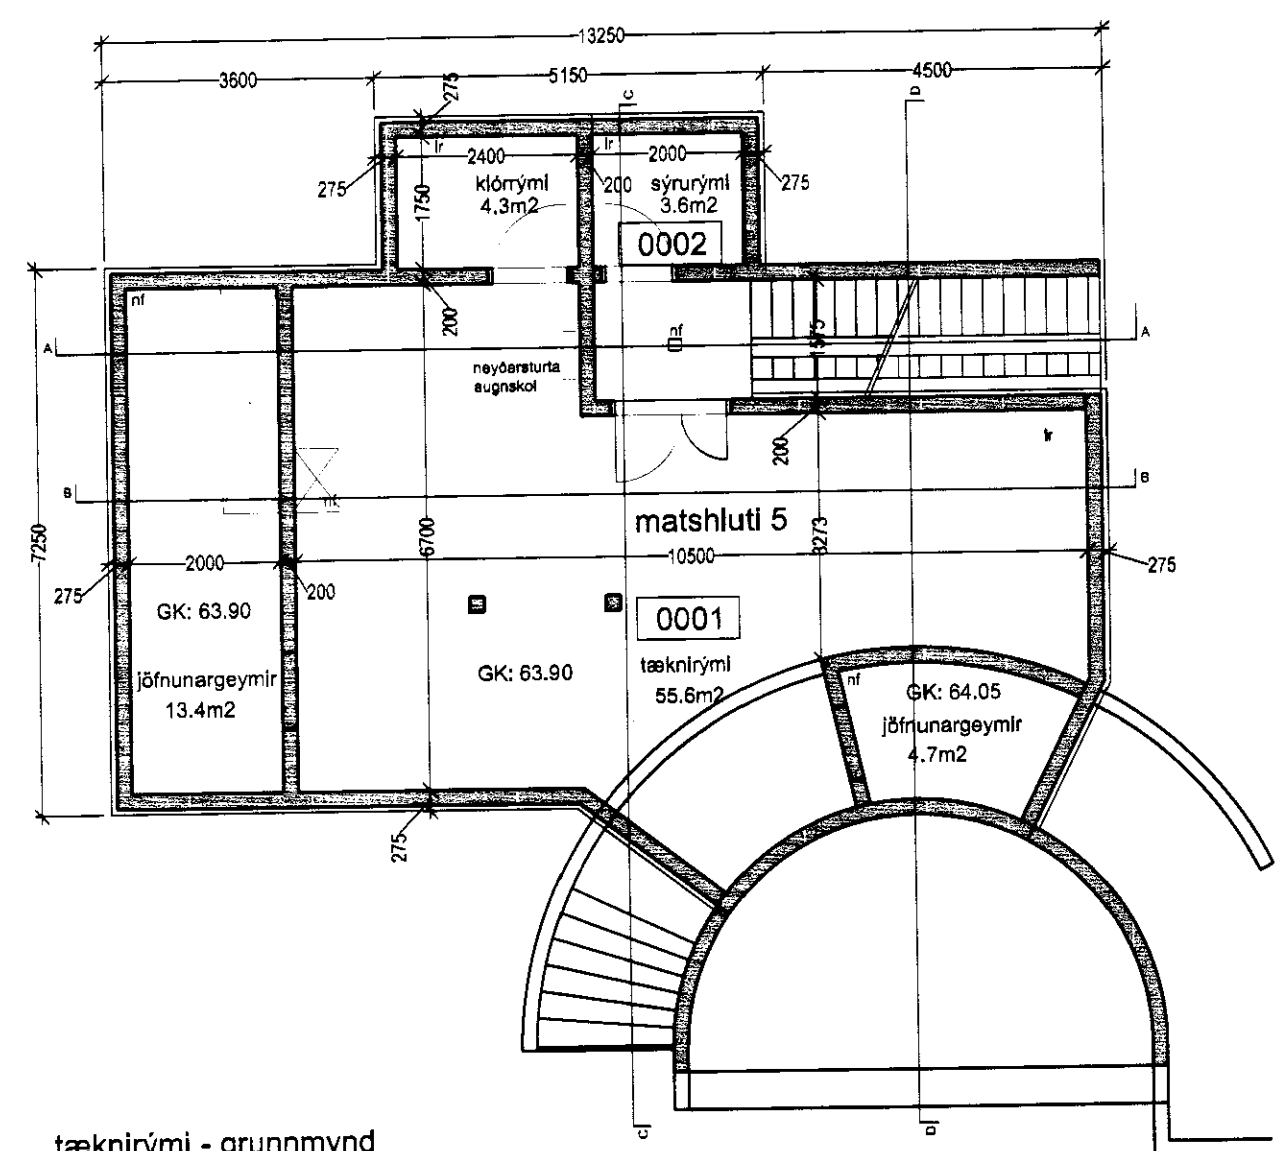 13250
3600
5150
4500
275
C
D
lr
lr
2400
2000
275
klórrými
4.3m2
200
sýrurými
3.6m2
275
1750
0002
nf
200
nf
1575
A
A
neyðarsturta
augnskol
200
lr
B
nf
B
matshluti 5
7250
6700
3273
10500
275
2000
200
275
GK: 63.90
0001
GK: 63.90
tæknirými
55.6m2
jöfnunargeymir
13.4m2
nf
GK: 64.05
jöfnunargeymir
4.7m2
275
C
D
tæknirými - grunnmynd